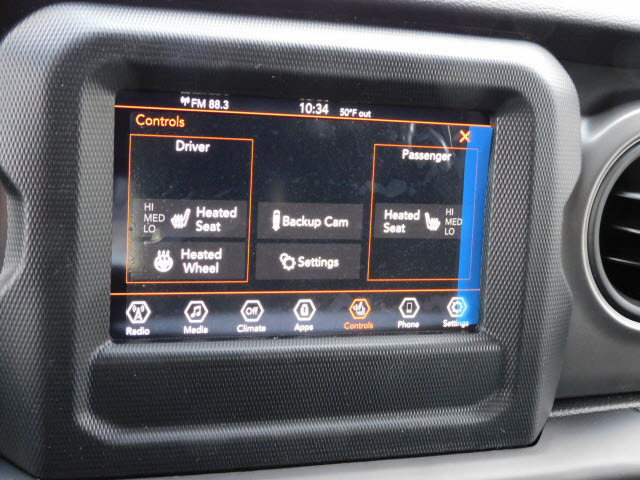 FM 88.3 10:34 50°F out
Controls X
Driver
Passenger
HI
MED
LO
Heated
Seat
Backup Cam
Heated
Seat
HI
MED
LO
Heated
Wheel
Settings
Off
Radio Media Climate Apps Controls Phone Settings